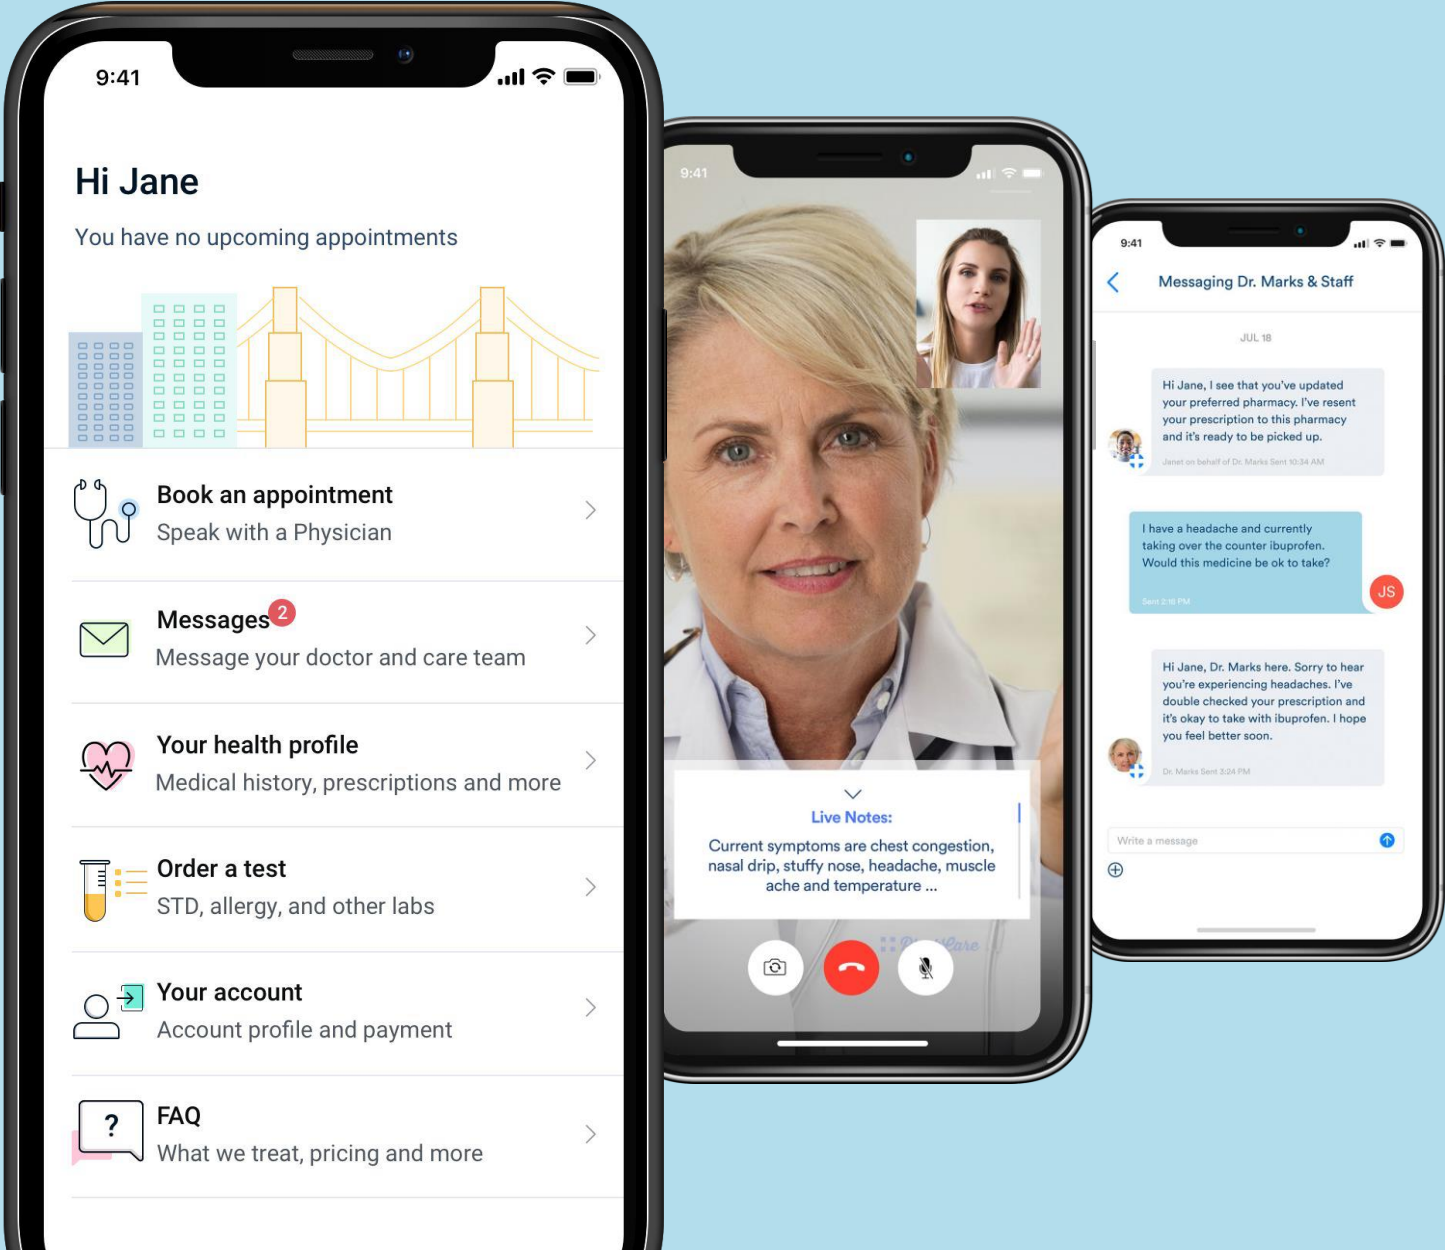 9:41
Hi Jane
You have no upcoming appointments
Book an appointment
Speak with a Physician
Messages 2
Message your doctor and care team
Your health profile
Medical history, prescriptions and more
Order a test
STD, allergy, and other labs
Your account
Account profile and payment
?
FAQ
What we treat, pricing and more
9:41
Live Notes:
Current symptoms are chest congestion,
nasal drip, stuffy nose, headache, muscle
ache and temperature ...
9:41
Messaging Dr. Marks & Staff
JUL 18
Hi Jane, I see that you've updated
your preferred pharmacy. I've resent
your prescription to this pharmacy
and it's ready to be picked up.
Janet on behalf of Dr. Marks Sent 10:34 AM
I have a headache and currently
taking over the counter ibuprofen.
Would this medicine be ok to take?
Sent 2:18 PM
JS
Hi Jane, Dr. Marks here. Sorry to hear
you're experiencing headaches. I've
double checked your prescription and
it's okay to take with ibuprofen. I hope
you feel better soon.
Dr. Marks Sent 3:24 PM
Write a message